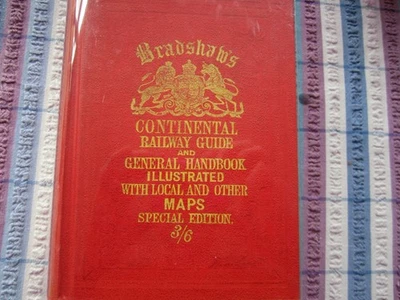 Bradshaw's
CONTINENTAL
RAILWAY GUIDE
AND
GENERAL HANDBOOK
ILLUSTRATED
WITH LOCAL AND OTHER
MAPS
SPECIAL EDITION.
3/6